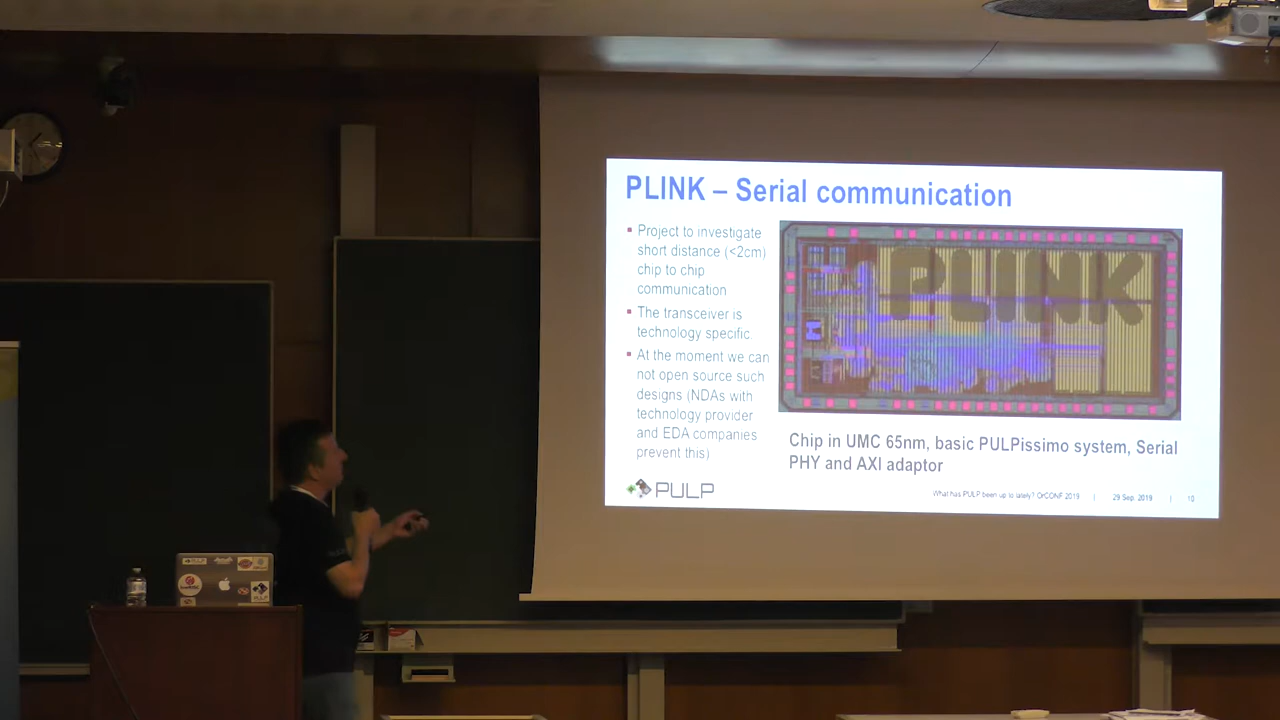 PLINK – Serial communication
Project to investigate
short distance (<2cm)
chip to chip
communication
The transceiver is
technology specific.
At the moment we can
not open source such
designs (NDAs with
technology provider
and EDA companies
prevent this)
PLINK
Chip in UMC 65nm, basic PULPissimo system, Serial
PHY and AXI adaptor
PULP
What has PULP been up to lately? OrCONF 2019 | 29 Sep. 2019 | 10